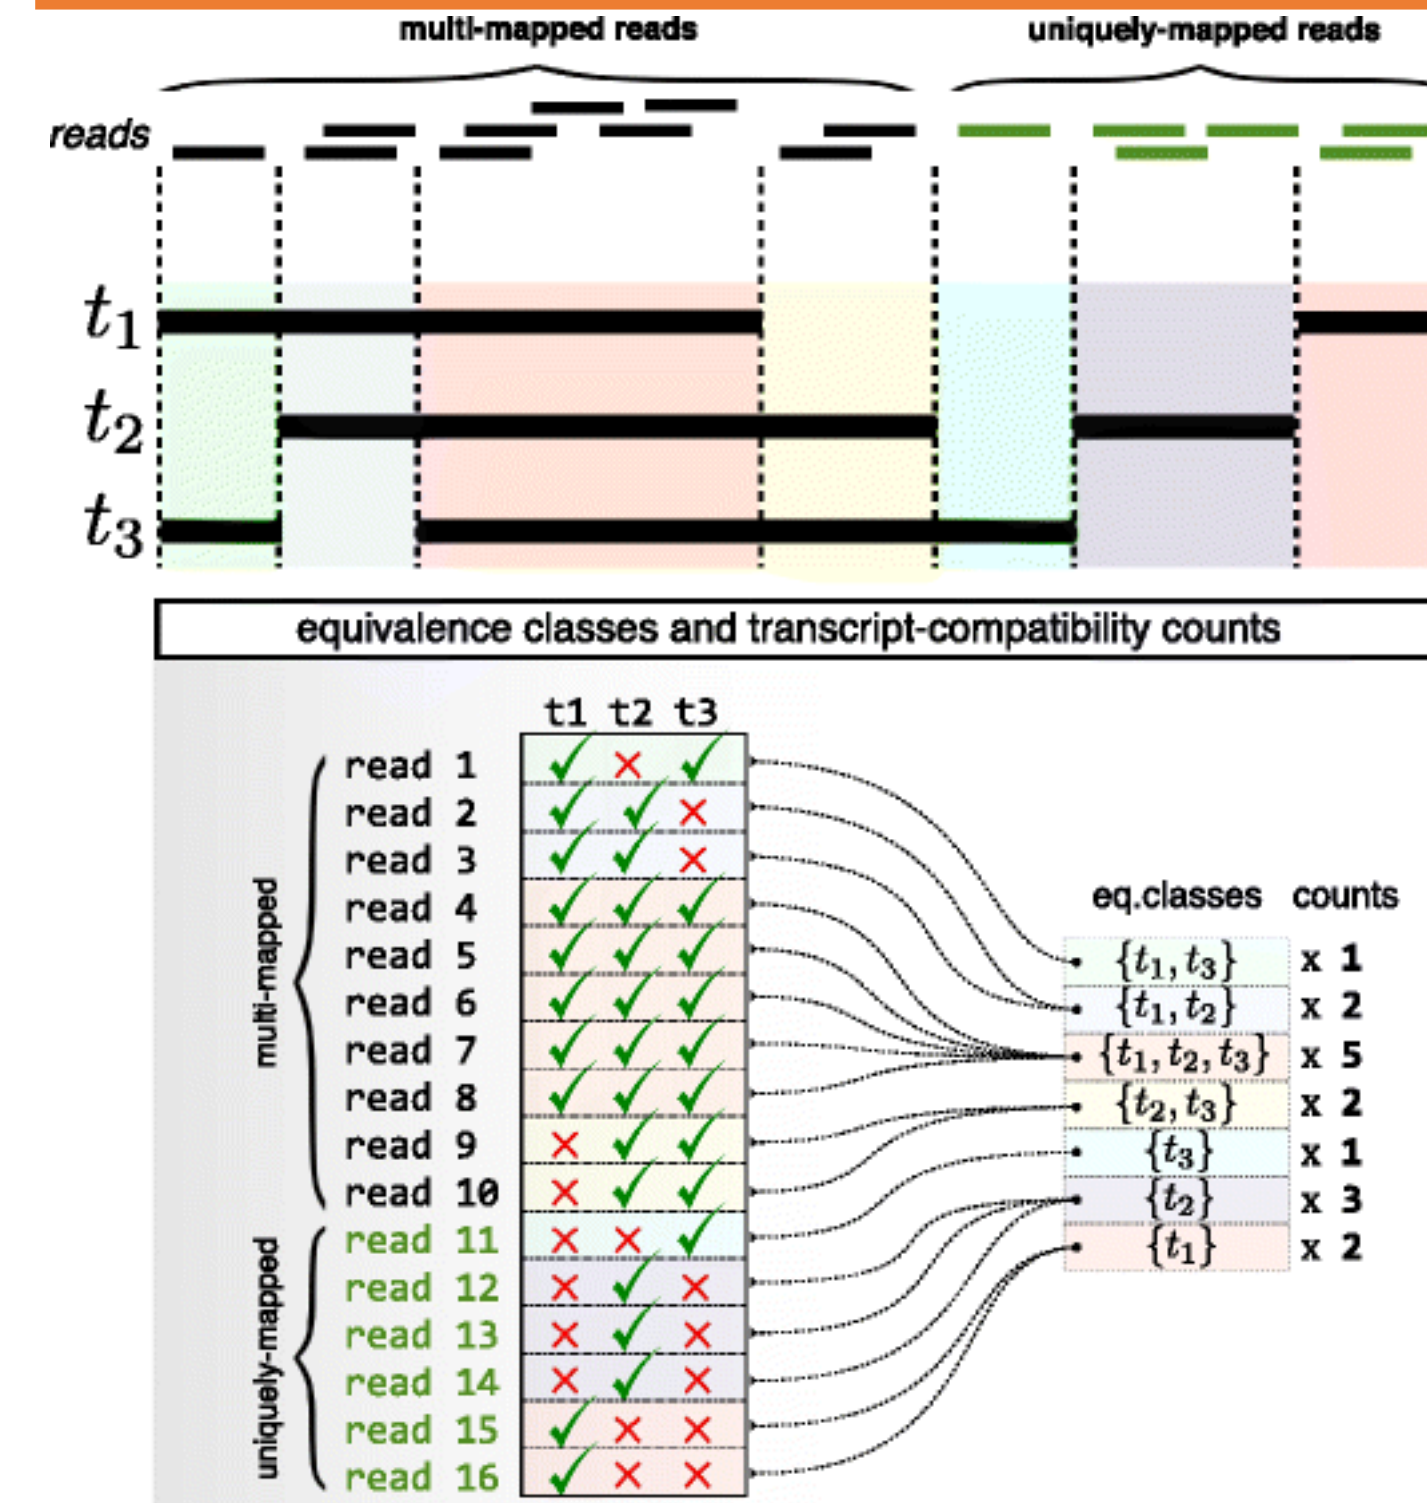 multi-mapped reads uniquely-mapped reads
reads
t1
t2
t3
equivalence classes and transcript-compatibility counts
t1 t2 t3
read 1
read 2
read 3
read 4
read 5
read 6
read 7
read 8
read 9
read 10
read 11
read 12
read 13
read 14
read 15
read 16
multi-mapped
uniquely-mapped
eq.classes counts
{t1, t3} x 1
{t1, t2} x 2
{t1, t2, t3} x 5
{t2, t3} x 2
{t3} x 1
{t2} x 3
{t1} x 2